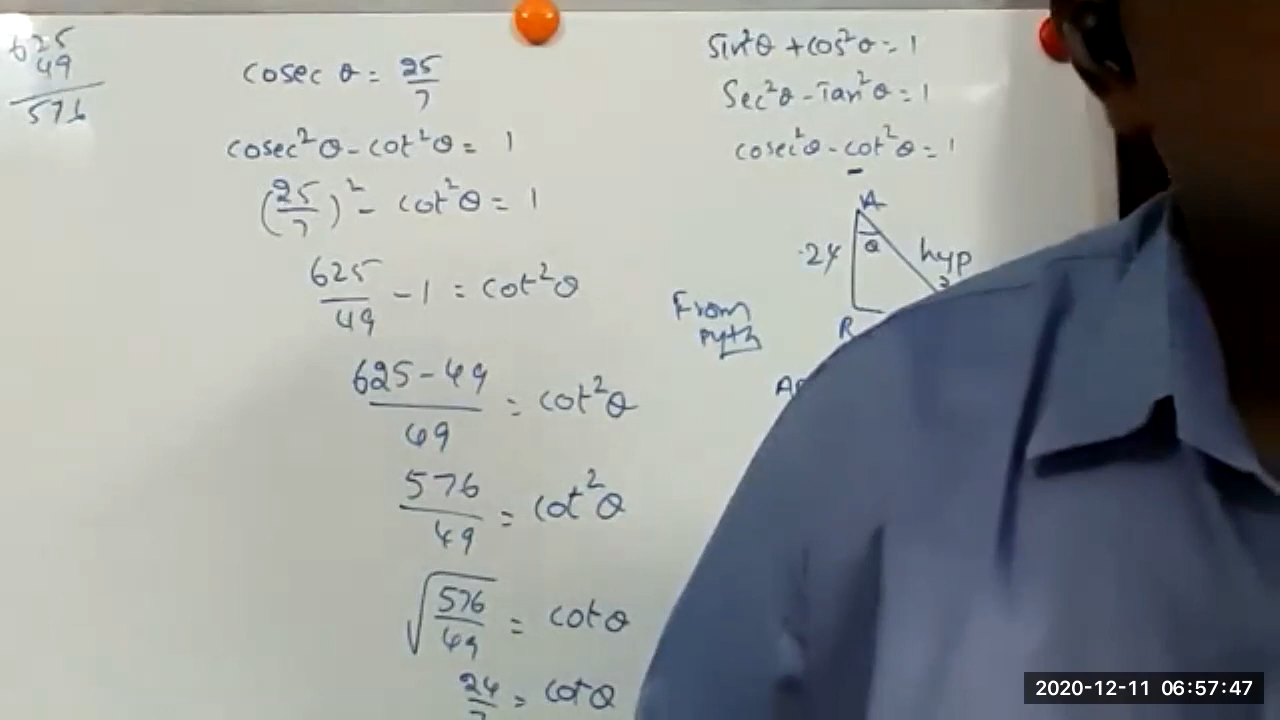 625
49
576
cosec θ = 25/7
cosec²θ - cot²θ = 1
(25/7)² - cot²θ = 1
625/49 - 1 = cot²θ
625 - 49/49 = cot²θ
576/49 = cot²θ
√576/49 = cot θ
24/7 = cot θ
Sin²θ + cos²θ = 1
Sec²θ - Tan²θ = 1
cosec²θ - cot²θ = 1
A
24
θ
hyp
From
pyth
2020-12-11 06:57:47